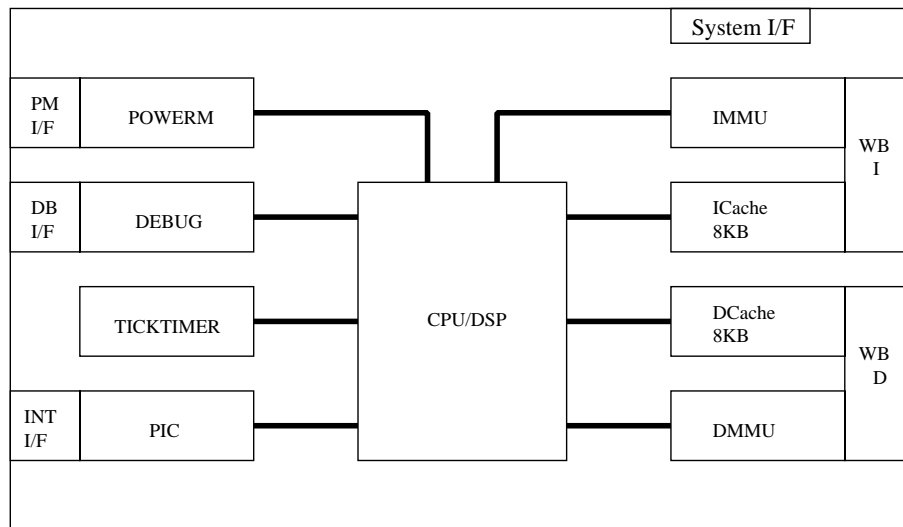 System I/F
PM
I/F
POWERM
IMMU
WB
I
DB
I/F
DEBUG
ICache
8KB
TICKTIMER
CPU/DSP
DCache
8KB
WB
D
INT
I/F
PIC
DMMU